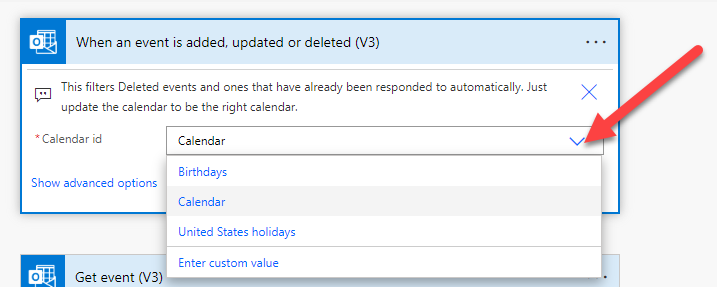 When an event is added, updated or deleted (V3)
This filters Deleted events and ones that have already been responded to automatically. Just
update the calendar to be the right calendar.
* Calendar id
Calendar
Birthdays
Show advanced options
Calendar
United States holidays
Enter custom value
Get event (V3)